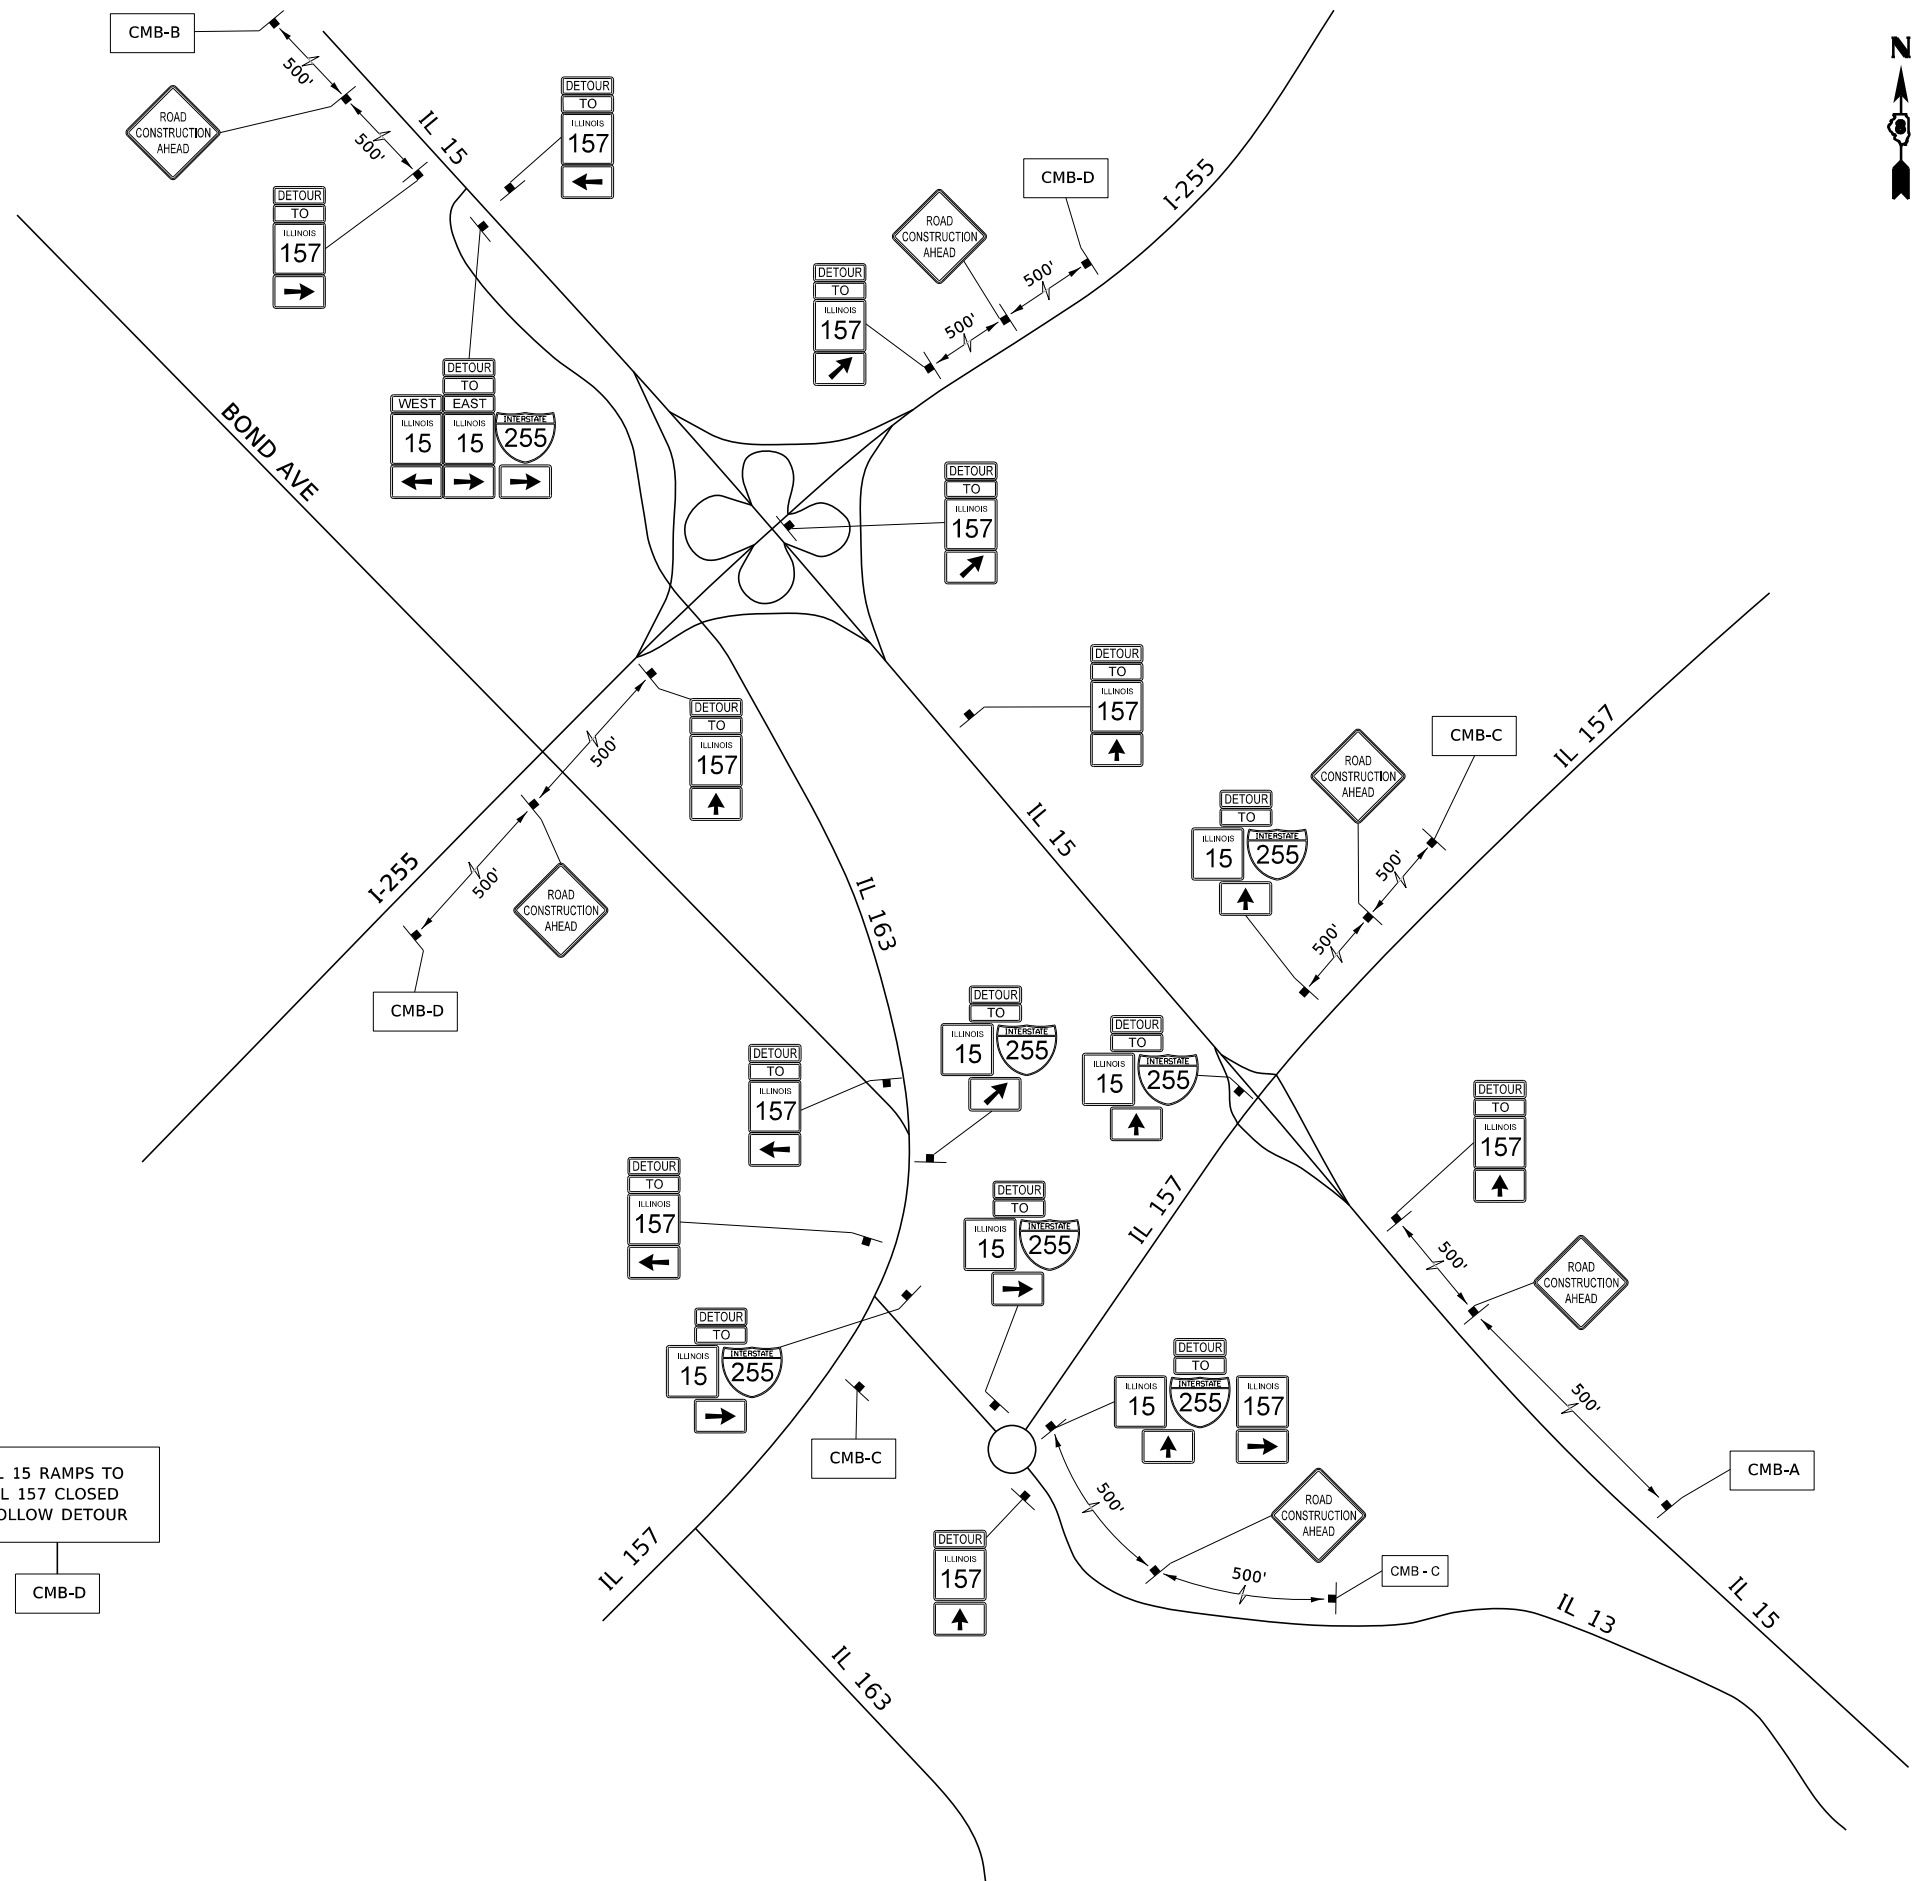 CMB-B
500'
ROAD
CONSTRUCTION
AHEAD
500'
DETOUR
TO
ILLINOIS
157
IL 15
DETOUR
TO
ILLINOIS
157
N
CMB-D
I-255
ROAD
CONSTRUCTION
AHEAD
500'
500'
DETOUR
TO
ILLINOIS
157
DETOUR
TO
WEST EAST
ILLINOIS ILLINOIS INTERSTATE
15 15 255
BOND AVE
DETOUR
TO
ILLINOIS
157
DETOUR
TO
ILLINOIS
157
DETOUR
TO
ILLINOIS
157
500'
I-255
500'
ROAD
CONSTRUCTION
AHEAD
CMB-D
IL 163
IL 15
IL 157
CMB-C
ROAD
CONSTRUCTION
AHEAD
500'
500'
DETOUR
TO
ILLINOIS INTERSTATE
15 255
DETOUR
TO
ILLINOIS INTERSTATE
15 255
DETOUR
TO
ILLINOIS INTERSTATE
15 255
DETOUR
TO
ILLINOIS
157
DETOUR
TO
ILLINOIS
157
DETOUR
TO
ILLINOIS
157
500'
ROAD
CONSTRUCTION
AHEAD
500'
CMB-A
IL 157
DETOUR
TO
ILLINOIS INTERSTATE
15 255
DETOUR
TO
ILLINOIS INTERSTATE
15 255
CMB-C
DETOUR
TO
ILLINOIS INTERSTATE ILLINOIS
15 255 157
500'
ROAD
CONSTRUCTION
AHEAD
500'
CMB - C
DETOUR
ILLINOIS
157
L 15 RAMPS TO
L 157 CLOSED
OLLOW DETOUR
CMB-D
IL 157
IL 163
IL 13
IL 15